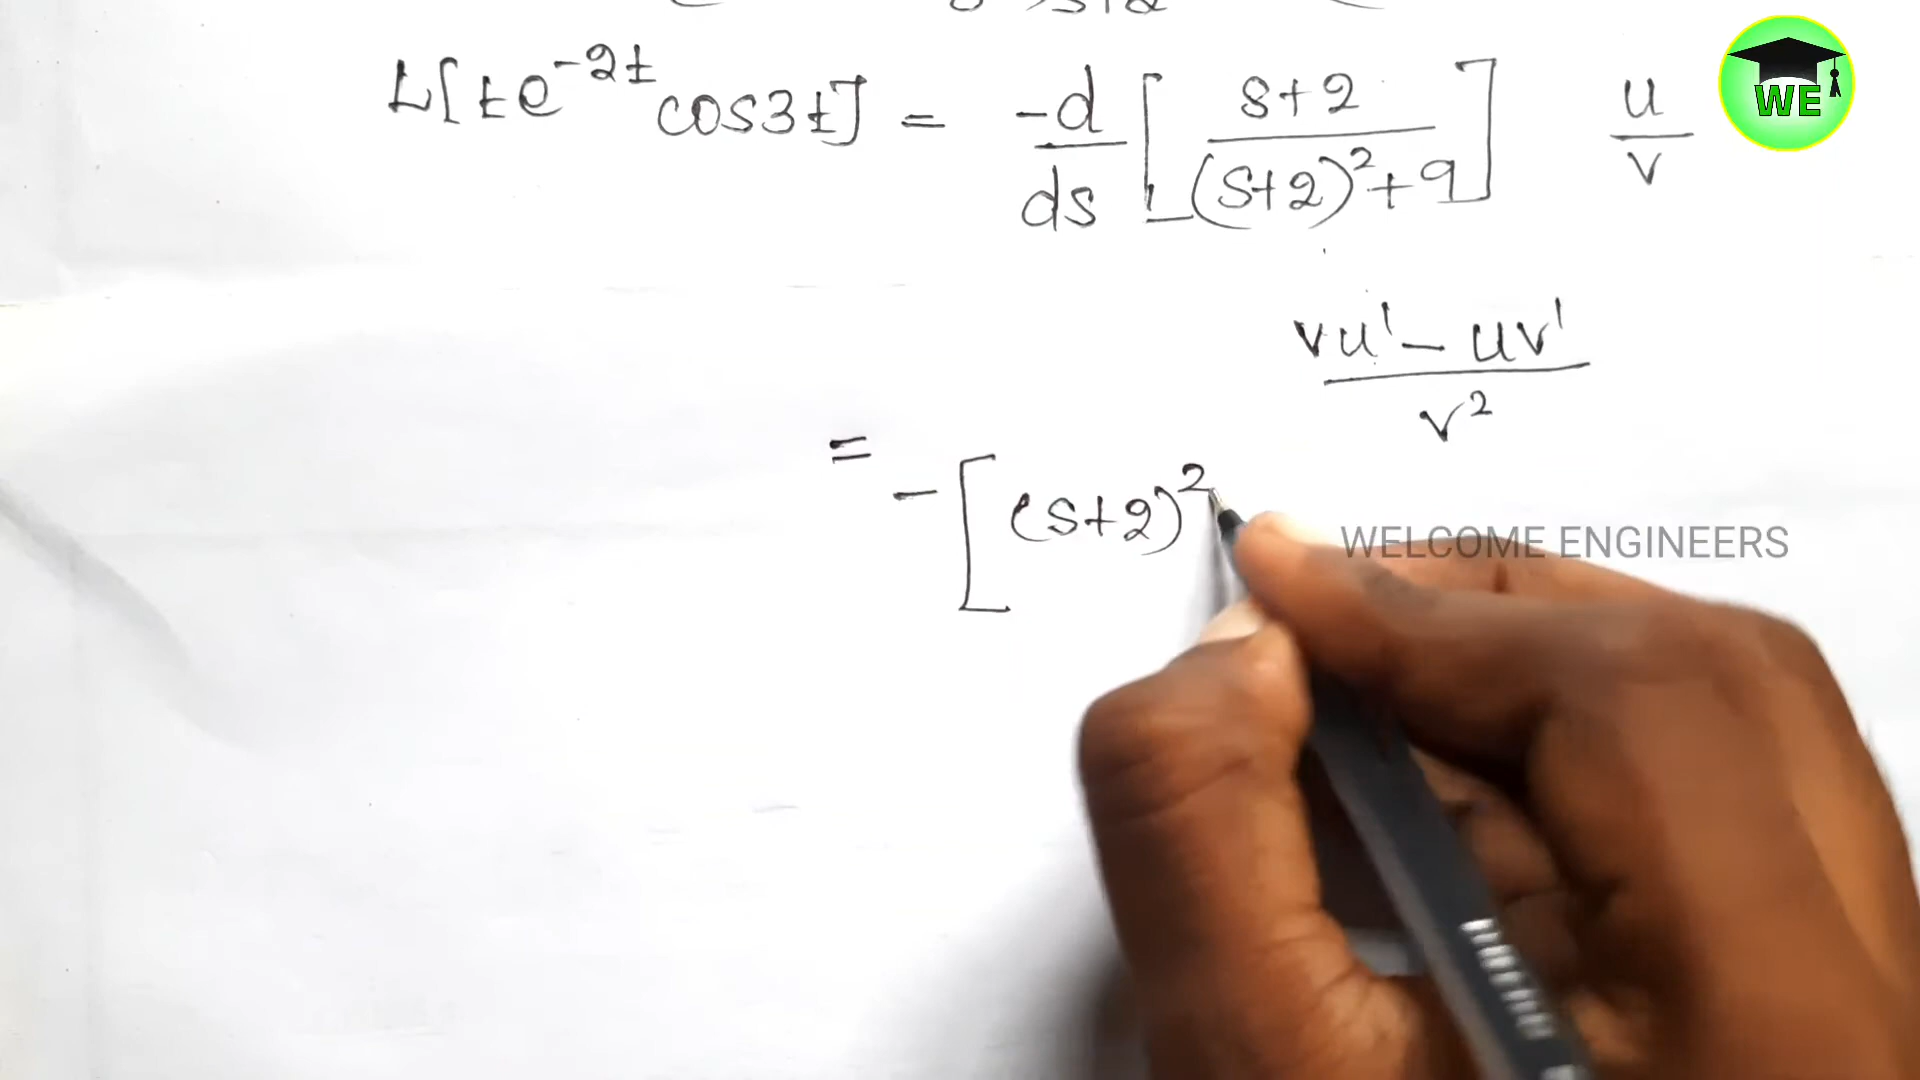 L[te^-2t cos3t] = -d/ds [ s+2 / (s+2)^2+9 ] u/v
WE
vu' - uv' / v^2
= - [ (s+2)^2
WELCOME ENGINEERS